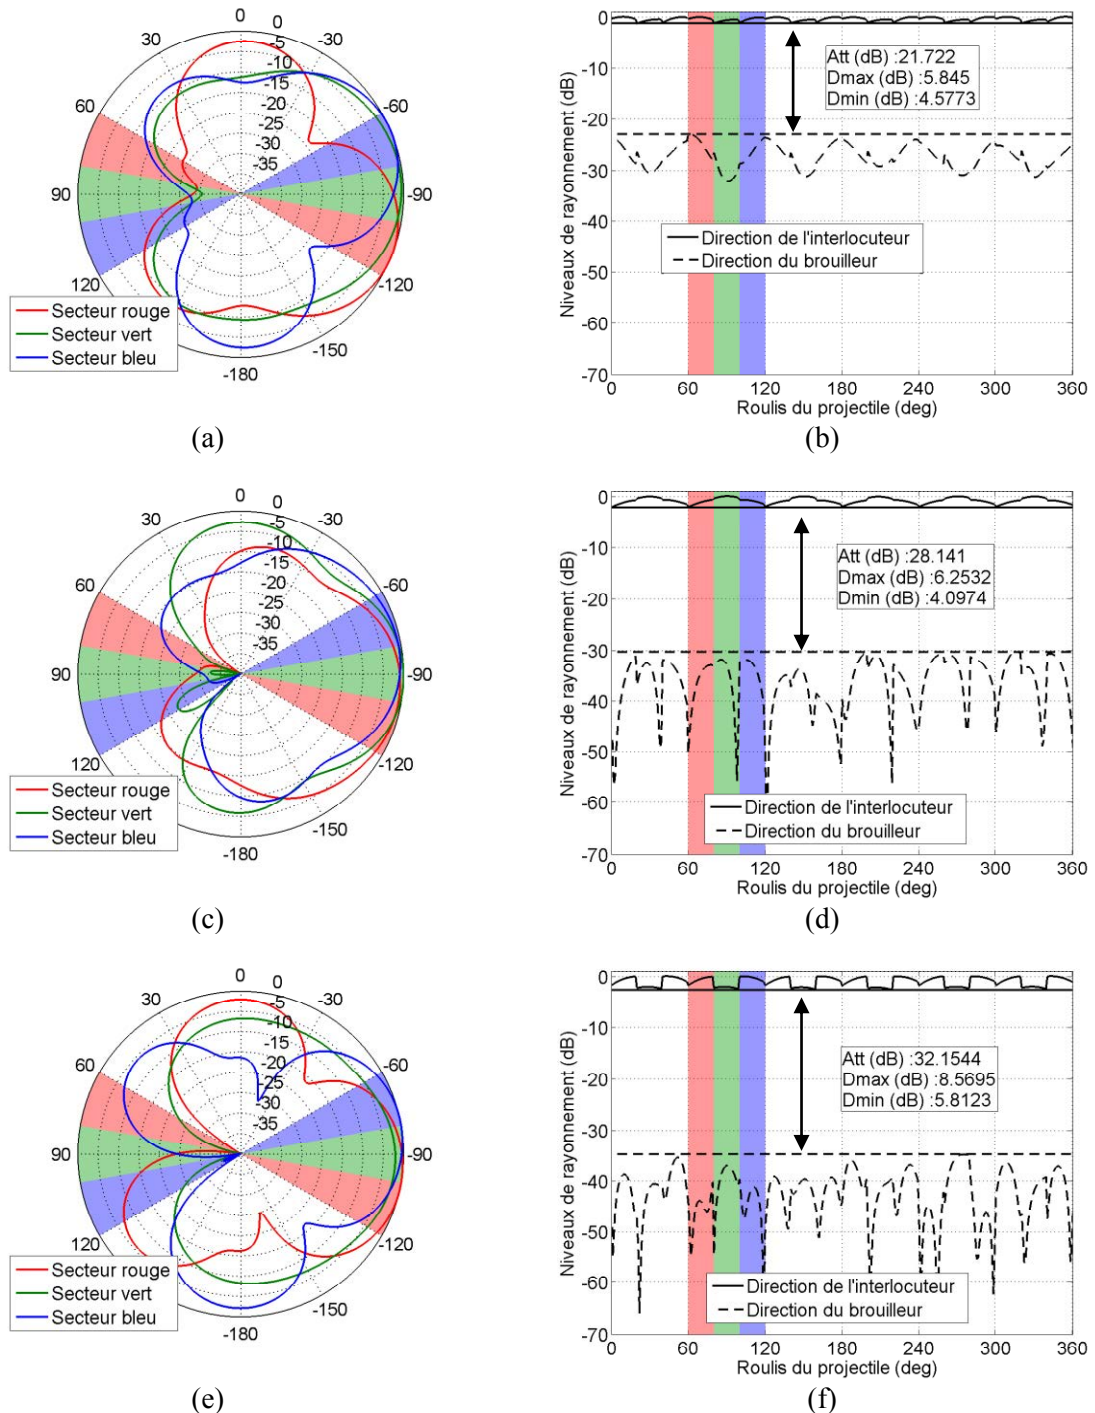 0
0
-5
-10
-15
-20
-25
-30
-35
30
-30
60
-60
90
-90
120
-120
-150
-180
Secteur rouge
Secteur vert
Secteur bleu
(a)
Niveaux de rayonnement (dB)
0
-10
-20
-30
-40
-50
-60
-70
Att (dB) :21.722
Dmax (dB) :5.845
Dmin (dB) :4.5773
Direction de l'interlocuteur
Direction du brouilleur
0
60
120
180
240
300
360
Roulis du projectile (deg)
(b)
0
0
-5
-10
-15
-20
-25
-30
-35
30
-30
60
-60
90
-90
120
-120
-150
-180
Secteur rouge
Secteur vert
Secteur bleu
(c)
Niveaux de rayonnement (dB)
0
-10
-20
-30
-40
-50
-60
-70
Att (dB) :28.141
Dmax (dB) :6.2532
Dmin (dB) :4.0974
Direction de l'interlocuteur
Direction du brouilleur
0
60
120
180
240
300
360
Roulis du projectile (deg)
(d)
0
0
-5
-10
-15
-20
-25
-30
-35
30
-30
60
-60
90
-90
120
-120
-150
-180
Secteur rouge
Secteur vert
Secteur bleu
(e)
Niveaux de rayonnement (dB)
0
-10
-20
-30
-40
-50
-60
-70
Att (dB) :32.1544
Dmax (dB) :8.5695
Dmin (dB) :5.8123
Direction de l'interlocuteur
Direction du brouilleur
0
60
120
180
240
300
360
Roulis du projectile (deg)
(f)